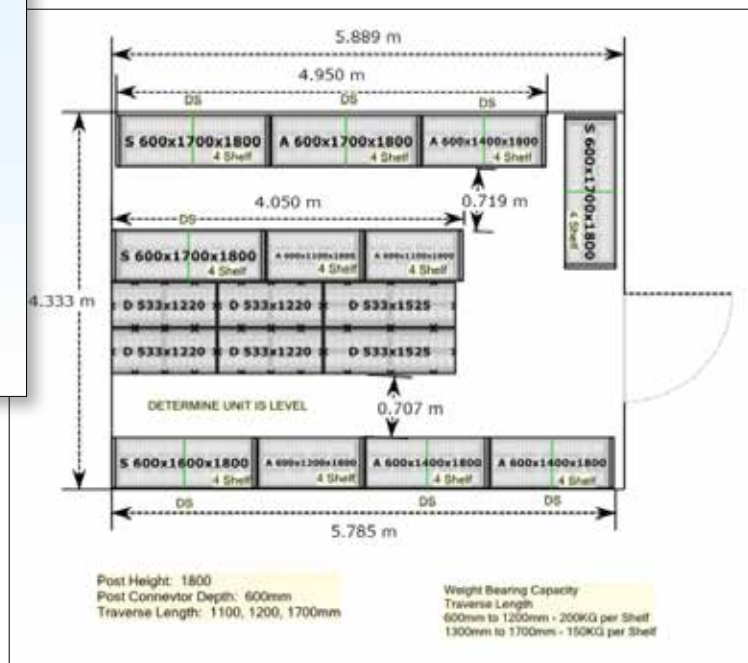 5.889 m
4.950 m
DS DS DS
S 600x1700x1800 A 600x1700x1800 A 600x1400x1800
4 Shelf 4 Shelf 4 Shelf
S 600x1700x1800
4 Shelf
4.050 m
0.719 m
DS
S 600x1700x1800 A 600x1100x1800 A 600x1100x1800
4 Shelf 4 Shelf 4 Shelf
4.333 m
D 533x1220 D 533x1220 D 533x1525
D 533x1220 D 533x1220 D 533x1525
DETERMINE UNIT IS LEVEL
0.707 m
S 600x1600x1800 A 600x1200x1800 A 600x1400x1800 A 600x1400x1800
4 Shelf 4 Shelf 4 Shelf 4 Shelf
DS DS DS
5.785 m
Post Height: 1800
Post Connevtor Depth: 600mm
Traverse Length: 1100, 1200, 1700mm
Weight Bearing Capacity
Traverse Length
600mm to 1200mm - 200KG per Shelf
1300mm to 1700mm - 150KG per Shelf